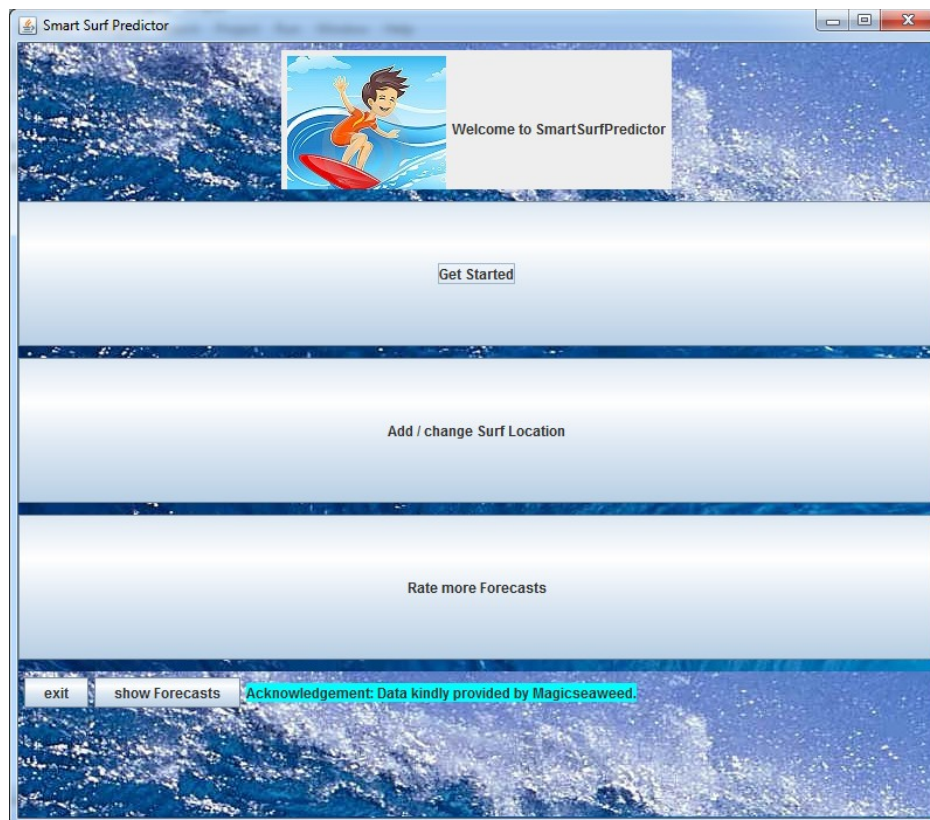 Smart Surf Predictor
Welcome to SmartSurfPredictor
Get Started
Add / change Surf Location
Rate more Forecasts
exit
show Forecasts
Acknowledgement: Data kindly provided by Magicseaweed.